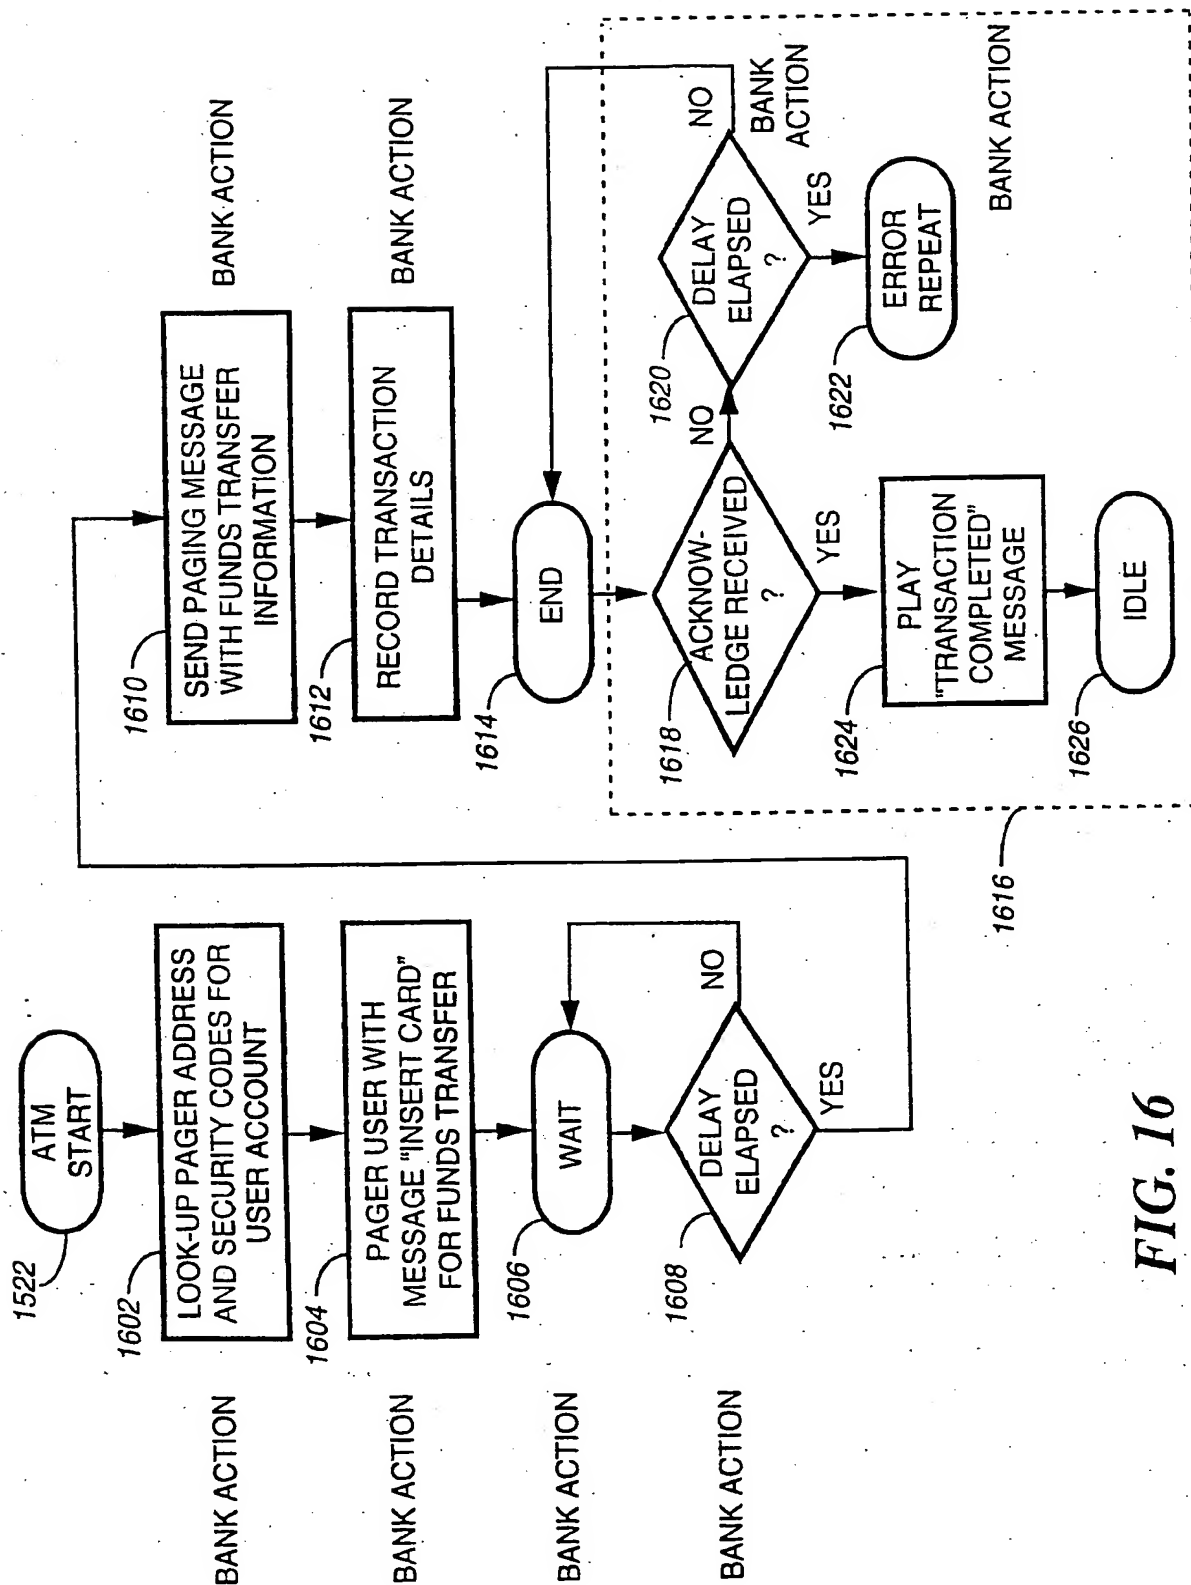 ATM
START
1522
LOOK-UP PAGER ADDRESS
AND SECURITY CODES FOR
USER ACCOUNT
1602
BANK ACTION
PAGER USER WITH
MESSAGE "INSERT CARD"
FOR FUNDS TRANSFER
1604
BANK ACTION
WAIT
1606
BANK ACTION
DELAY
ELAPSED
?
1608
NO
YES
BANK ACTION
SEND PAGING MESSAGE
WITH FUNDS TRANSFER
INFORMATION
1610
BANK ACTION
RECORD TRANSACTION
DETAILS
1612
BANK ACTION
END
1614
ACKNOW-
LEDGE RECEIVED
?
1618
NO
YES
DELAY
ELAPSED
?
1620
NO
YES
BANK
ACTION
ERROR
REPEAT
1622
PLAY
"TRANSACTION
COMPLETED"
MESSAGE
1624
IDLE
1626
BANK ACTION
1616
FIG. 16